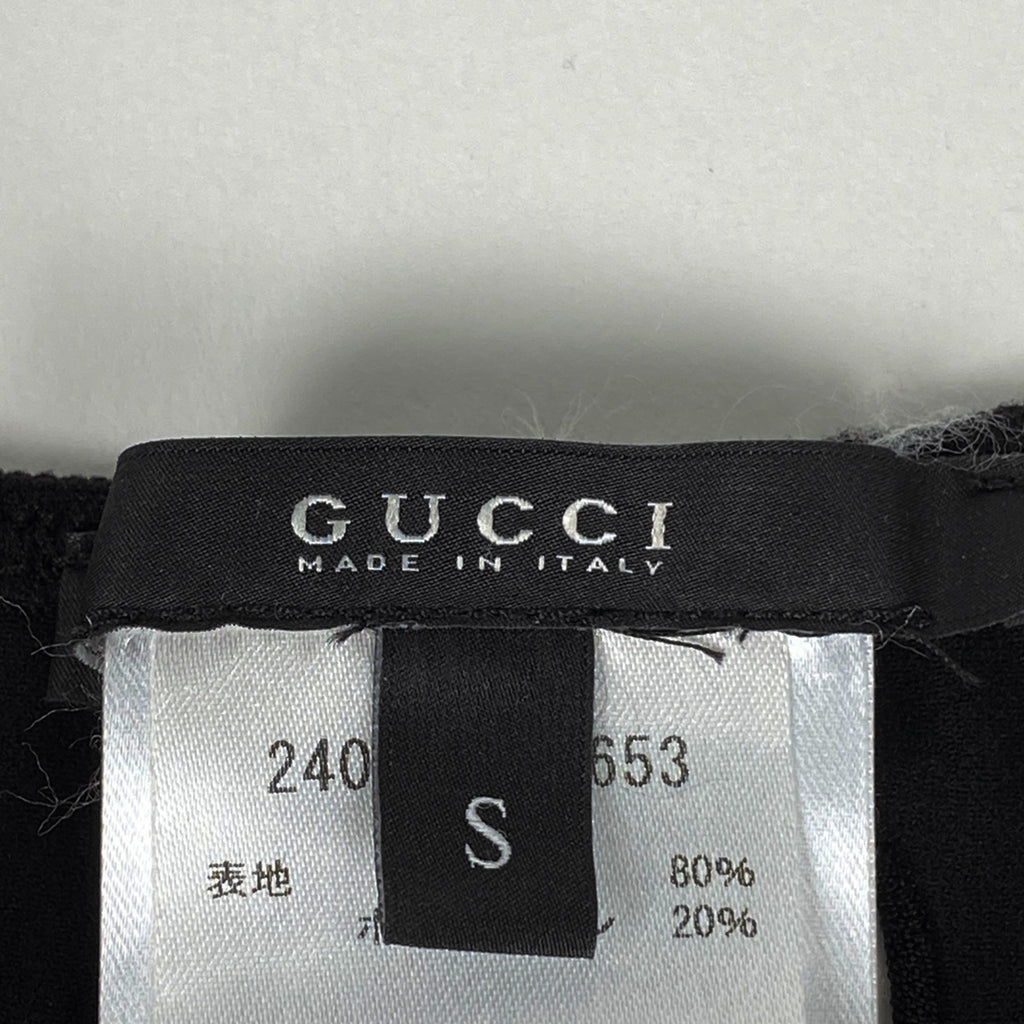 GUCCI
MADE IN ITALY
240 653
S
表地 80%
20%